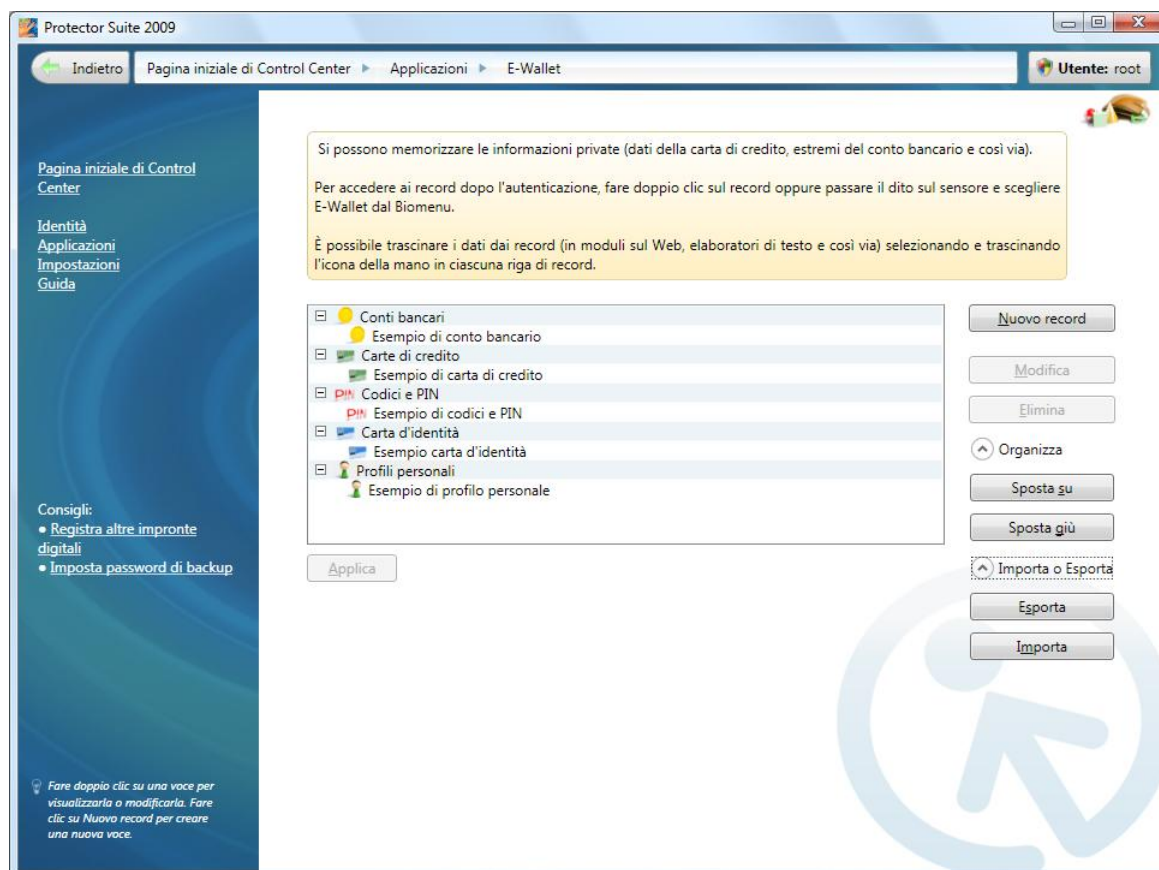 Protector Suite 2009
Indietro
Pagina iniziale di Control Center
Applicazioni
E-Wallet
Utente: root
Pagina iniziale di Control
Center
Identità
Applicazioni
Impostazioni
Guida
Consigli:
• Registra altre impronte
digitali
• Imposta password di backup
Fare doppio clic su una voce per
visualizzarla o modificarla. Fare
clic su Nuovo record per creare
una nuova voce.
Si possono memorizzare le informazioni private (dati della carta di credito, estremi del conto bancario e così via).
Per accedere ai record dopo l'autenticazione, fare doppio clic sul record oppure passare il dito sul sensore e scegliere
E-Wallet dal Biomenu.
È possibile trascinare i dati dai record (in moduli sul Web, elaboratori di testo e così via) selezionando e trascinando
l'icona della mano in ciascuna riga di record.
Conti bancari
Esempio di conto bancario
Carte di credito
Esempio di carta di credito
PIN Codici e PIN
PIN Esempio di codici e PIN
Carta d'identità
Esempio carta d'identità
Profili personali
Esempio di profilo personale
Applica
Nuovo record
Modifica
Elimina
Organizza
Sposta su
Sposta giù
Importa o Esporta
Esporta
Importa